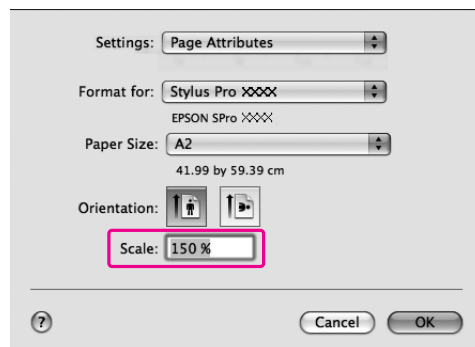 Settings: Page Attributes
Format for: Stylus Pro XXXX
EPSON SPro XXXX
Paper Size: A2
41.99 by 59.39 cm
Orientation:
Scale: 150 %
? Cancel OK